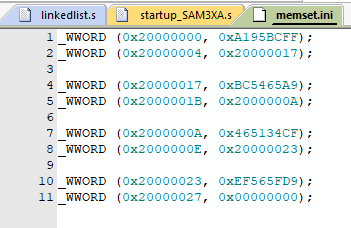 linkedlist.s startup_SAM3XA.s memset.ini
1 _WWORD (0x20000000, 0xA195BCFF);
2 _WWORD (0x20000004, 0x20000017);
3
4 _WWORD (0x20000017, 0xBC5465A9);
5 _WWORD (0x2000001B, 0x2000000A);
6
7 _WWORD (0x2000000A, 0x465134CF);
8 _WWORD (0x2000000E, 0x20000023);
9
10 _WWORD (0x20000023, 0xEF565FD9);
11 _WWORD (0x20000027, 0x00000000);